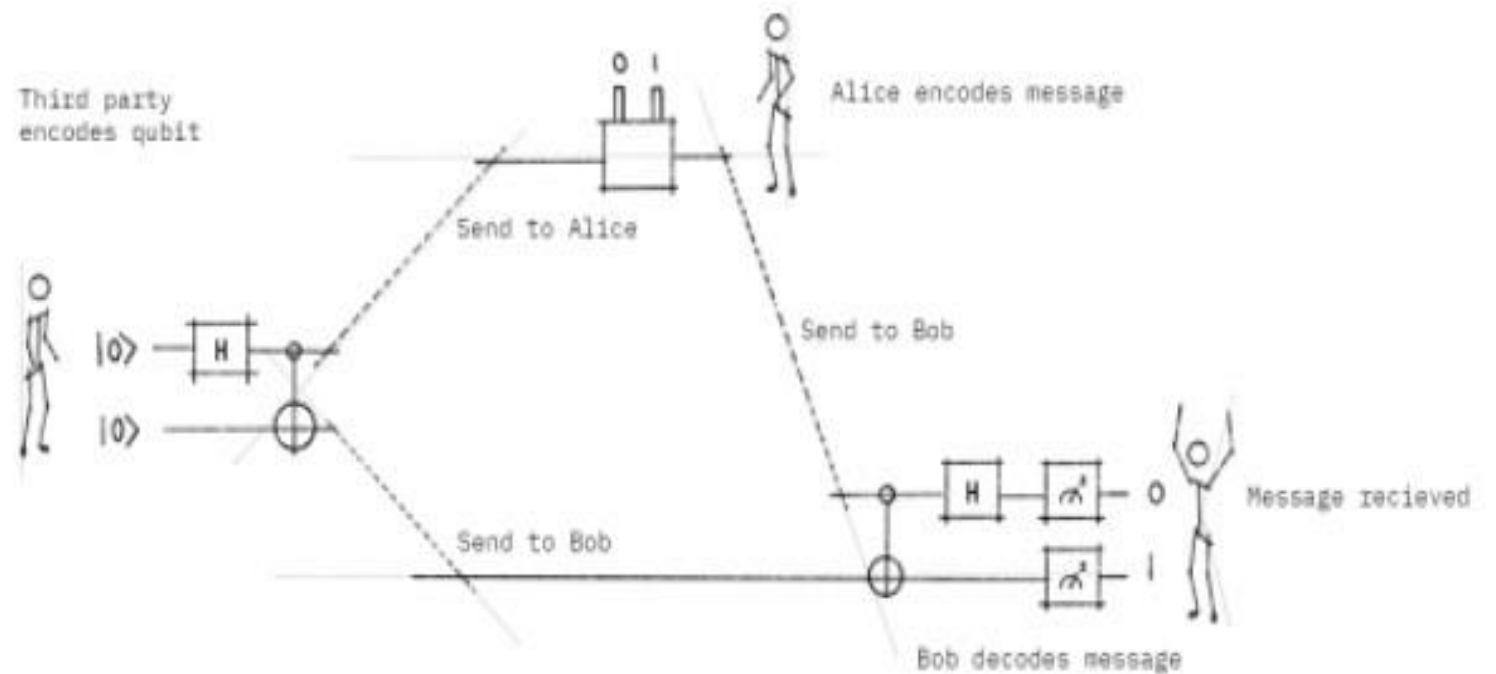 Third party
encodes qubit
0 1
Alice encodes message
Send to Alice
|0⟩ H
|0⟩
Send to Bob
Send to Bob
H 0
Message recieved
1
Bob decodes message